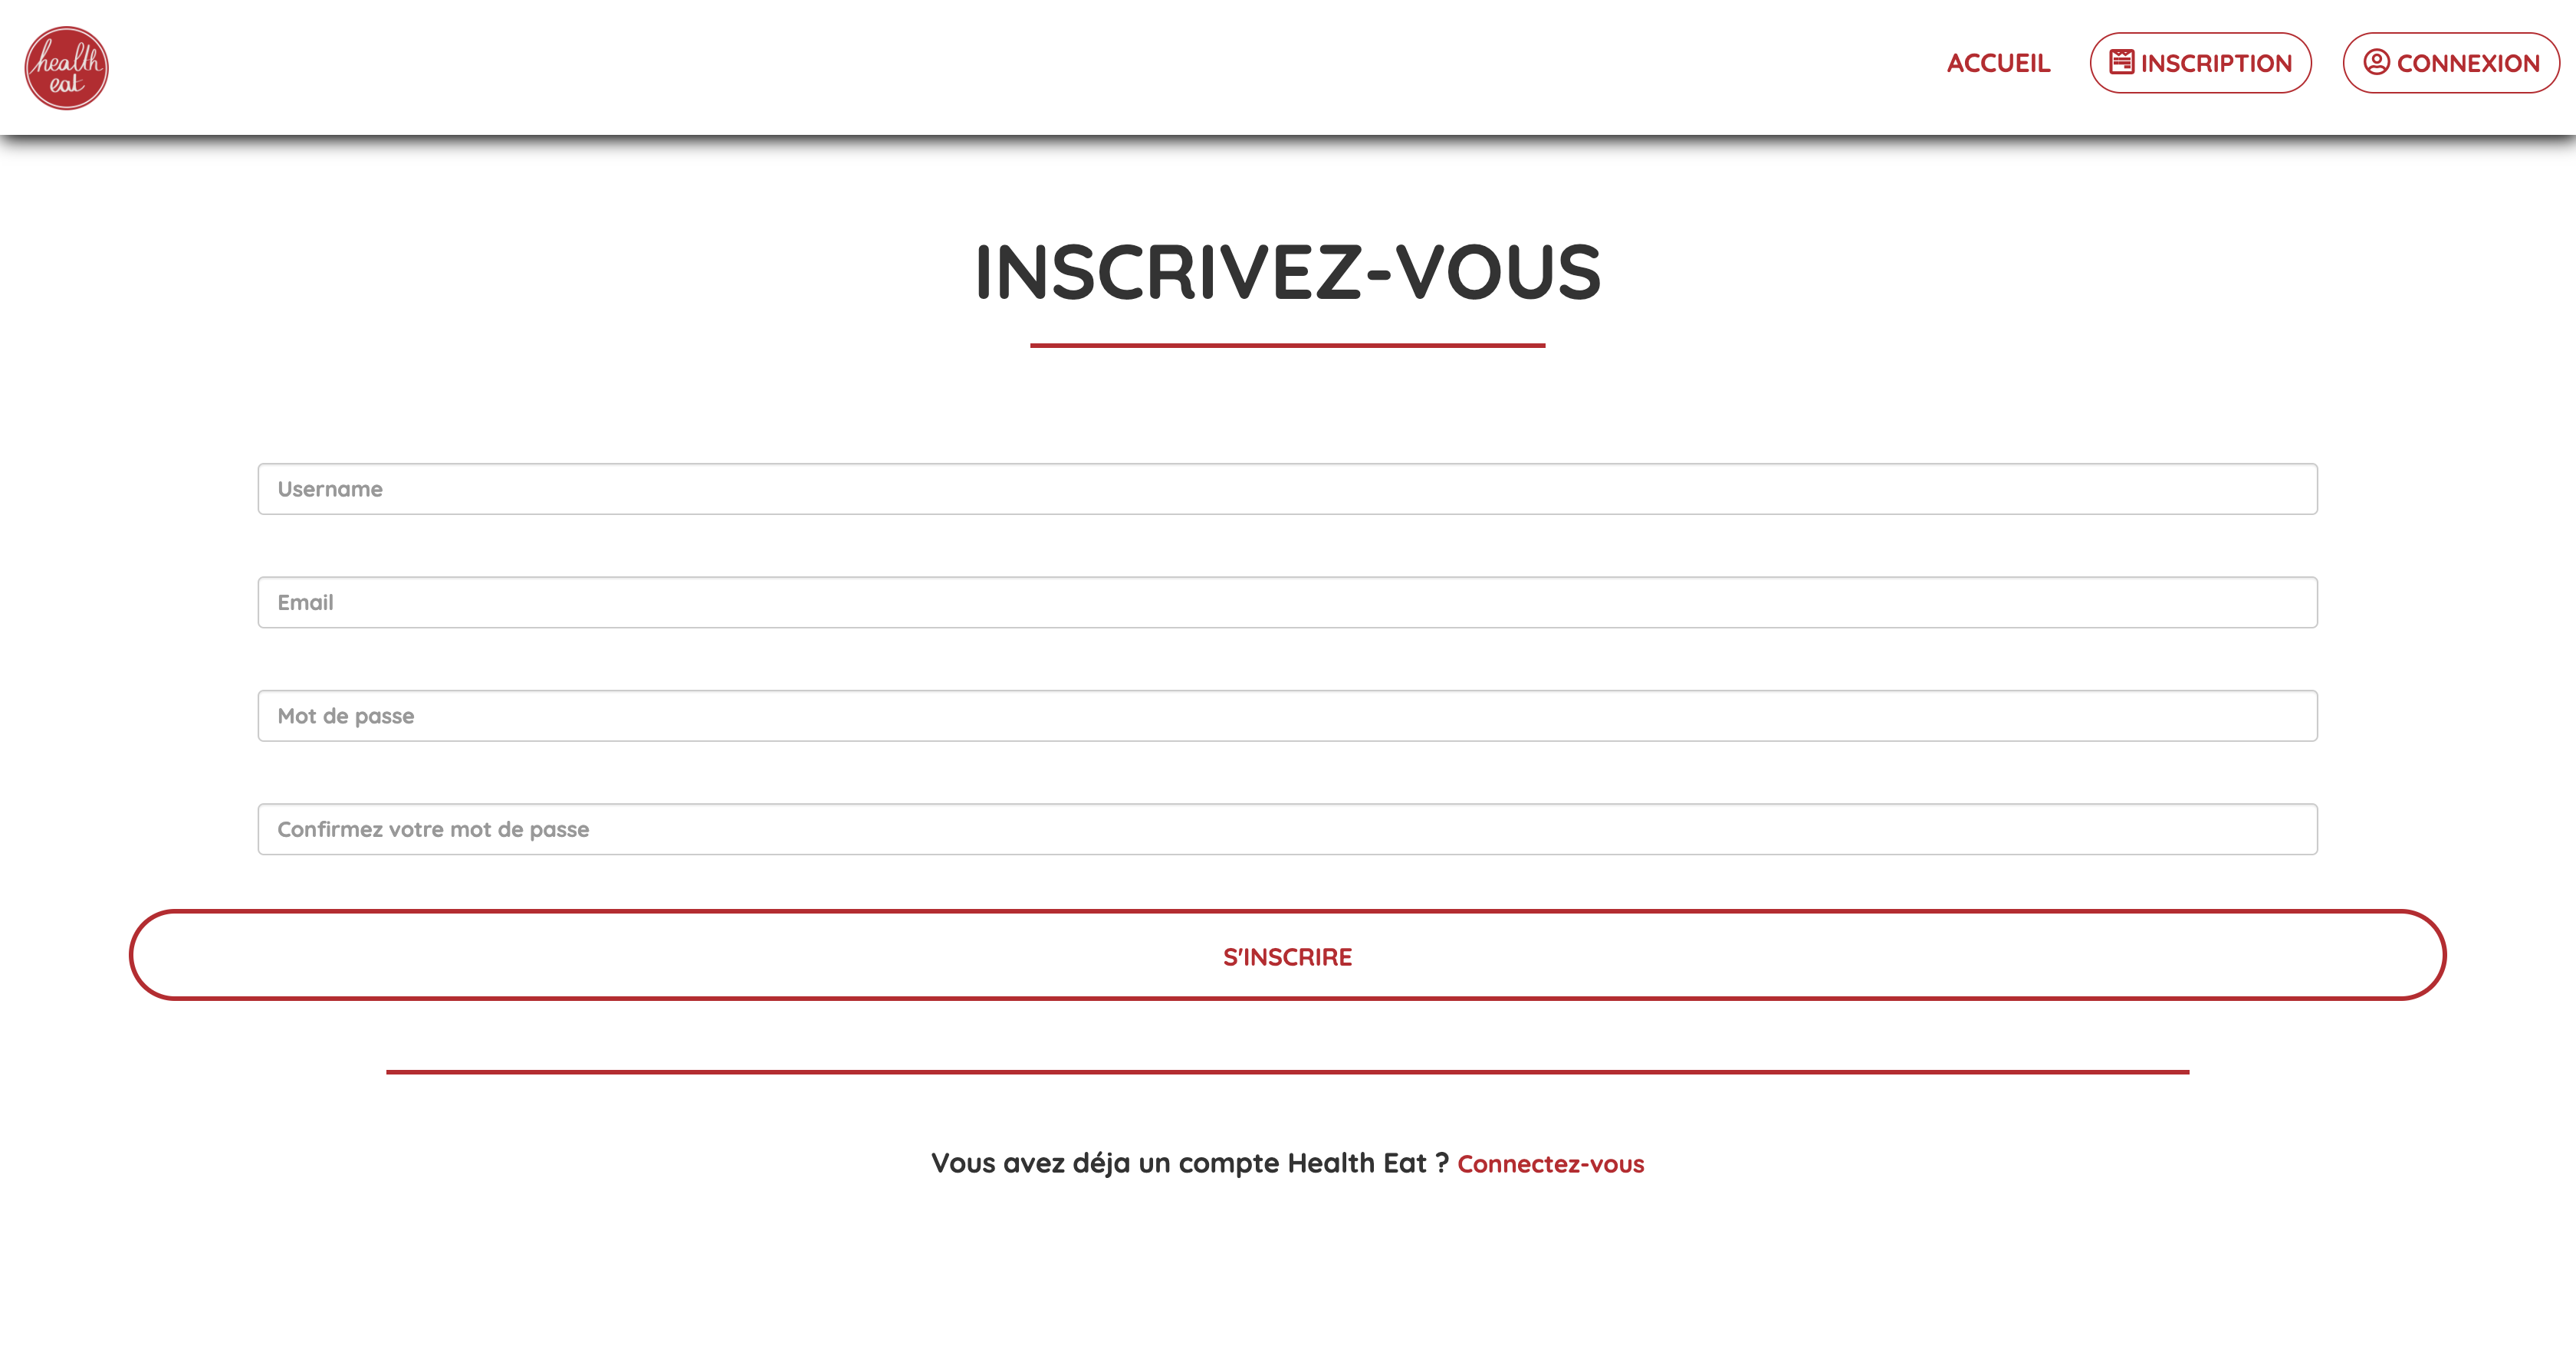 health
eat
ACCUEIL
INSCRIPTION
CONNEXION
INSCRIVEZ-VOUS
Username
Email
Mot de passe
Confirmez votre mot de passe
S'INSCRIRE
Vous avez déja un compte Health Eat ? Connectez-vous